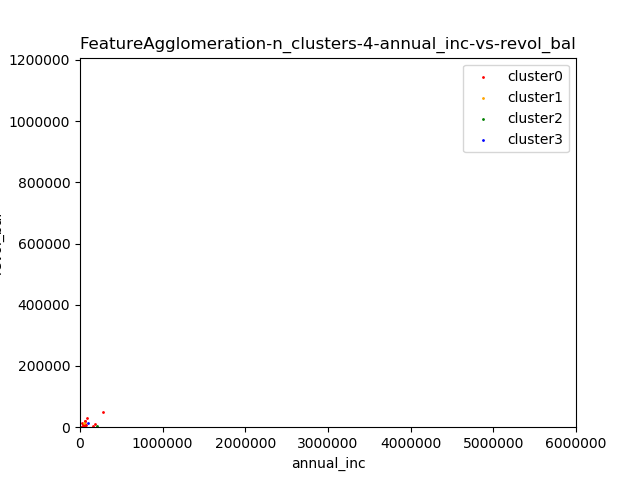 FeatureAgglomeration-n_clusters-4-annual_inc-vs-revol_bal
1200000
1000000
800000
600000
400000
200000
0
cluster0
cluster1
cluster2
cluster3
0 1000000 2000000 3000000 4000000 5000000 6000000
annual_inc